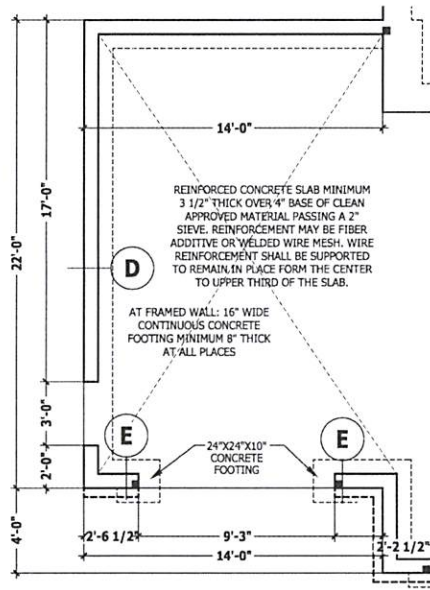 14'-0"
REINFORCED CONCRETE SLAB MINIMUM
3 1/2" THICK OVER 4" BASE OF CLEAN
APPROVED MATERIAL PASSING A 2"
SIEVE. REINFORCEMENT MAY BE FIBER
ADDITIVE OR WELDED WIRE MESH. WIRE
REINFORCEMENT SHALL BE SUPPORTED
TO REMAIN IN PLACE FORM THE CENTER
TO UPPER THIRD OF THE SLAB.
17'-0"
22'-0"
D
AT FRAMED WALL: 16" WIDE
CONTINUOUS CONCRETE
FOOTING MINIMUM 8" THICK
AT ALL PLACES
3'-0"
E
E
24"X24"X10"
CONCRETE
FOOTING
2'-0"
4'-0"
2'-6 1/2"
9'-3"
2'-2 1/2"
14'-0"